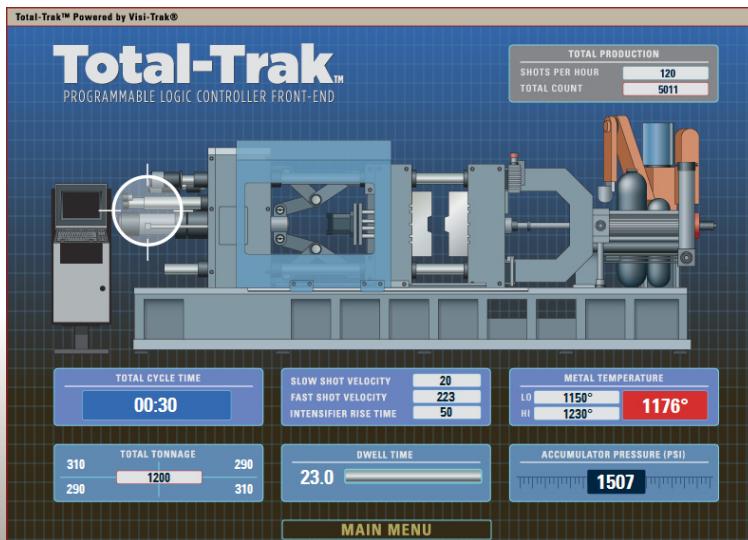 Total-Trak™ Powered by Visi-Trak®
Total-Trak™
PROGRAMMABLE LOGIC CONTROLLER FRONT-END
TOTAL PRODUCTION
SHOTS PER HOUR 120
TOTAL COUNT 5011
TOTAL CYCLE TIME
00:30
SLOW SHOT VELOCITY 20
FAST SHOT VELOCITY 223
INTENSIFIER RISE TIME 50
METAL TEMPERATURE
LO 1150°
HI 1230°
1176°
TOTAL TONNAGE
310 290
1200
290 310
DWELL TIME
23.0
ACCUMULATOR PRESSURE (PSI)
1507
MAIN MENU